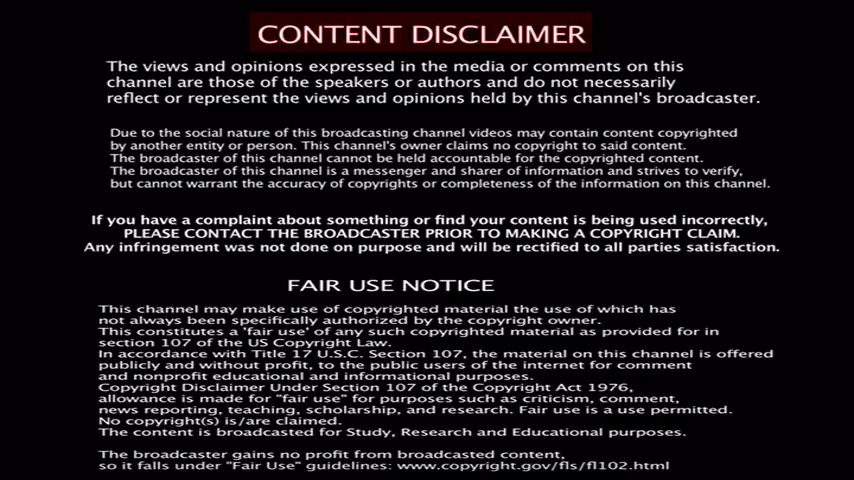 CONTENT DISCLAIMER
The views and opinions expressed in the media or comments on this
channel are those of the speakers or authors and do not necessarily
reflect or represent the views and opinions held by this channel's broadcaster.
Due to the social nature of this broadcasting channel videos may contain content copyrighted
by another entity or person. This channel's owner claims no copyright to said content.
The broadcaster of this channel cannot be held accountable for the copyrighted content.
The broadcaster of this channel is a messenger and sharer of information and strives to verify,
but cannot warrant the accuracy of copyrights or completeness of the information on this channel.
If you have a complaint about something or find your content is being used incorrectly,
PLEASE CONTACT THE BROADCASTER PRIOR TO MAKING A COPYRIGHT CLAIM.
Any infringement was not done on purpose and will be rectified to all parties satisfaction.
FAIR USE NOTICE
This channel may make use of copyrighted material the use of which has
not always been specifically authorized by the copyright owner.
This constitutes a 'fair use' of any such copyrighted material as provided for in
section 107 of the US Copyright Law.
In accordance with Title 17 U.S.C. Section 107, the material on this channel is offered
publicly and without profit, to the public users of the internet for comment
and nonprofit educational and informational purposes.
Copyright Disclaimer Under Section 107 of the Copyright Act 1976,
allowance is made for "fair use" for purposes such as criticism, comment,
news reporting, teaching, scholarship, and research. Fair use is a use permitted.
No copyright(s) is/are claimed.
The content is broadcasted for Study, Research and Educational purposes.
The broadcaster gains no profit from broadcasted content,
so it falls under "Fair Use" guidelines: www.copyright.gov/fls/fl102.html